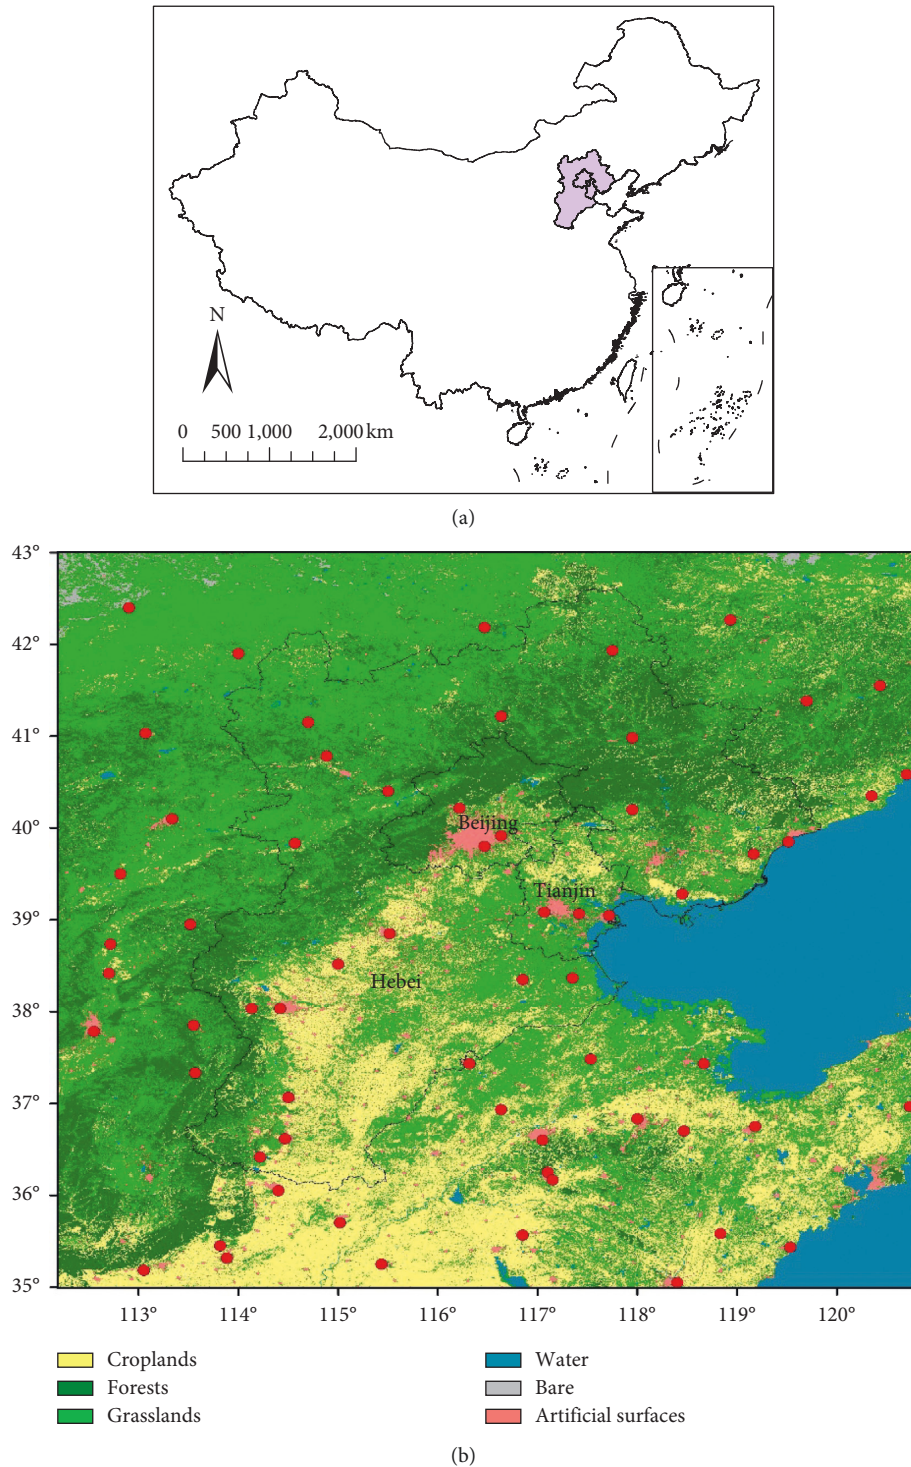 N
0 500 1,000 2,000 km
(a)
43°
42°
41°
40°
39°
38°
37°
36°
35°
Beijing
Tianjin
Hebei
113° 114° 115° 116° 117° 118° 119° 120°
Croplands
Forests
Grasslands
Water
Bare
Artificial surfaces
(b)